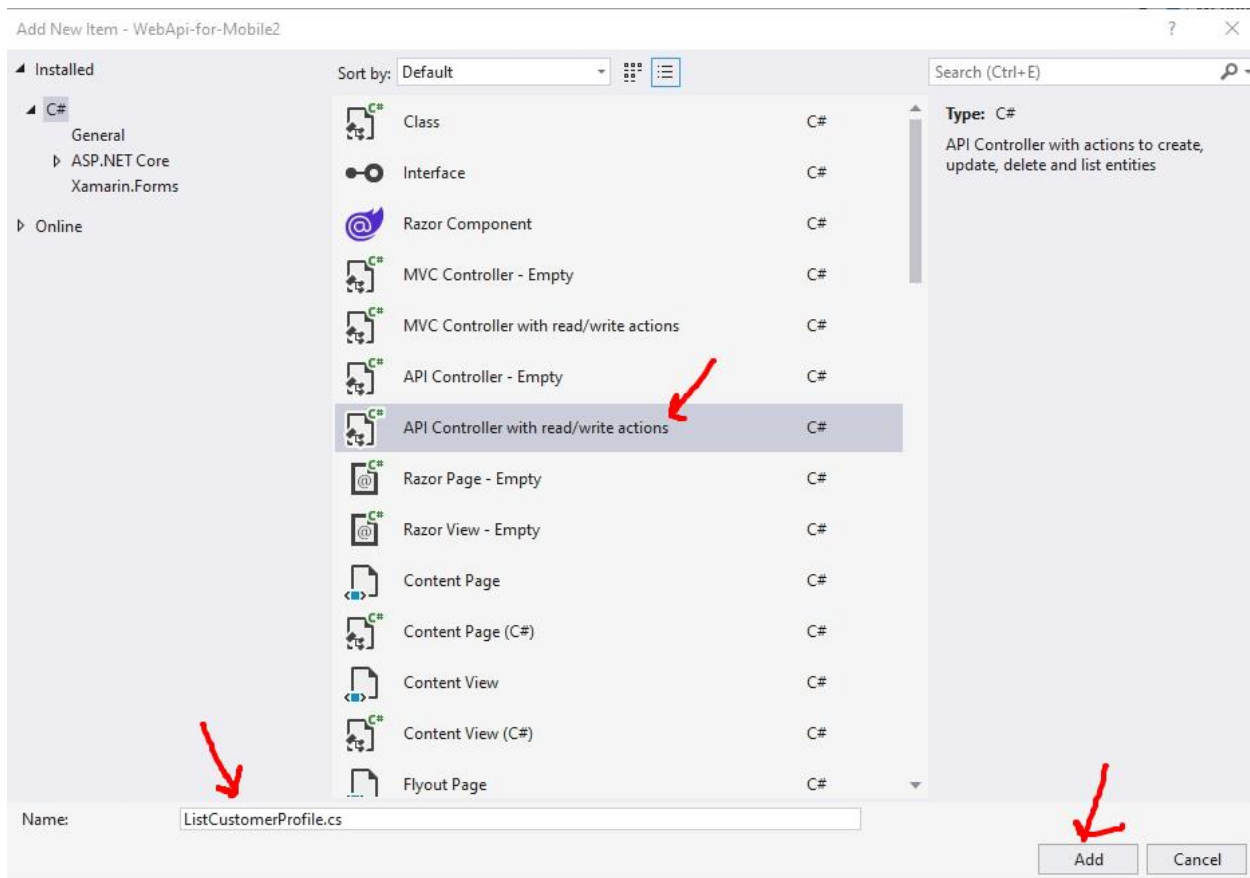 Add New Item - WebApi-for-Mobile2
?
Installed
C#
General
ASP.NET Core
Xamarin.Forms
Online
Sort by: Default
Class C#
Interface C#
Razor Component C#
MVC Controller - Empty C#
MVC Controller with read/write actions C#
API Controller - Empty C#
API Controller with read/write actions C#
Razor Page - Empty C#
Razor View - Empty C#
Content Page C#
Content Page (C#) C#
Content View C#
Content View (C#) C#
Flyout Page C#
Search (Ctrl+E)
Type: C#
API Controller with actions to create,
update, delete and list entities
Name: ListCustomerProfile.cs
Add Cancel